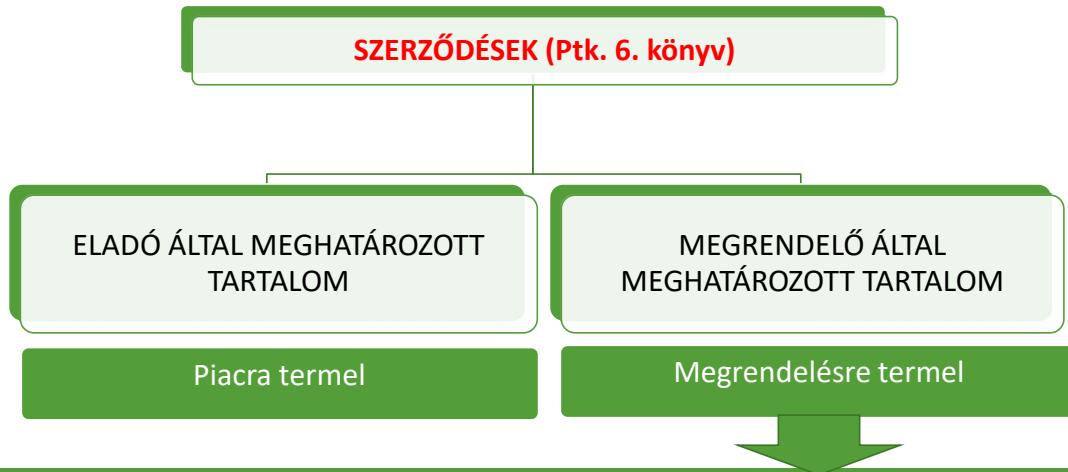 SZERZŐDÉSEK (Ptk. 6. könyv)
ELADÓ ÁLTAL MEGHATÁROZOTT
TARTALOM
MEGRENDELŐ ÁLTAL
MEGHATÁROZOTT TARTALOM
Piacra termel
Megrendelésre termel